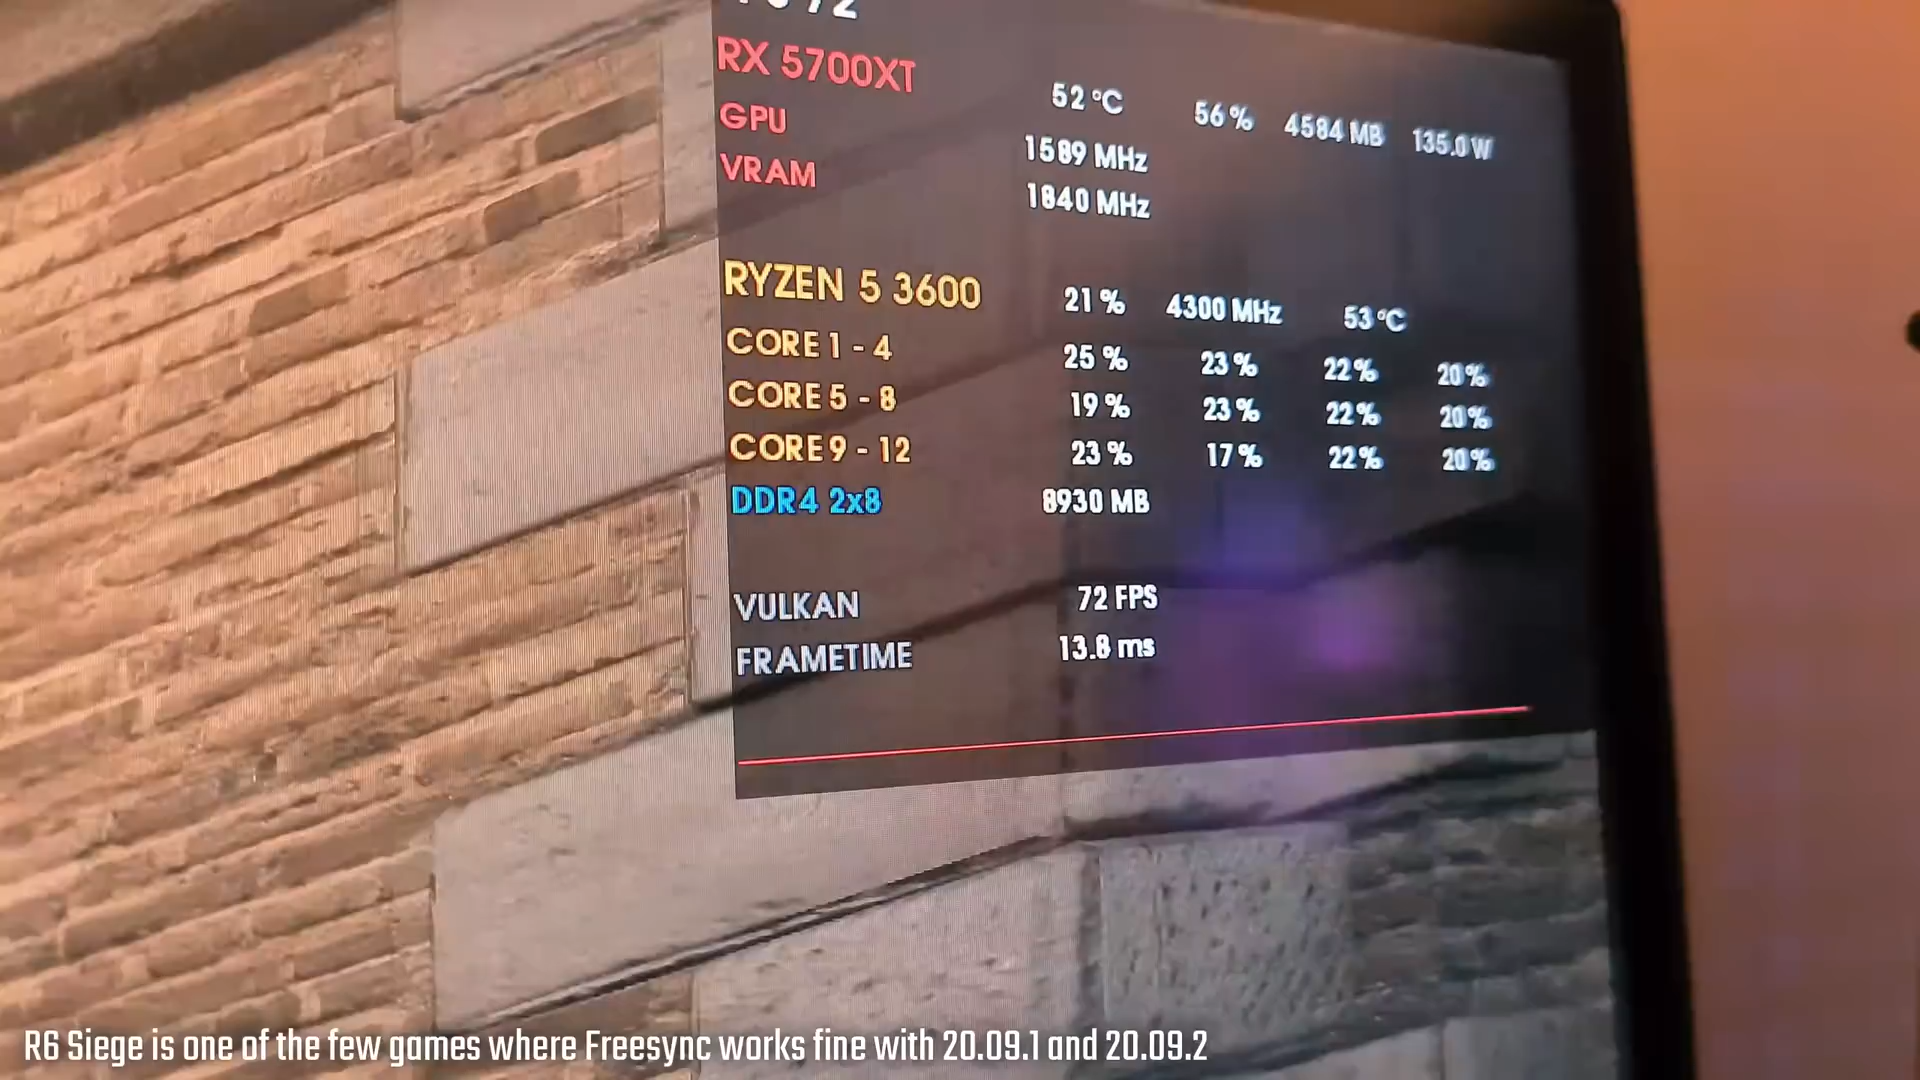 RX 5700XT
GPU 52 °C 56 % 4584 MB 135.0 W
1589 MHz
VRAM 1840 MHz
RYZEN 5 3600 21 % 4300 MHz 53 °C
CORE 1 - 4 25 % 23 % 22 % 20 %
CORE 5 - 8 19 % 23 % 22 % 20 %
CORE 9 - 12 23 % 17 % 22 % 20 %
DDR4 2x8 8930 MB
VULKAN 72 FPS
FRAMETIME 13.8 ms
R6 Siege is one of the few games where Freesync works fine with 20.09.1 and 20.09.2